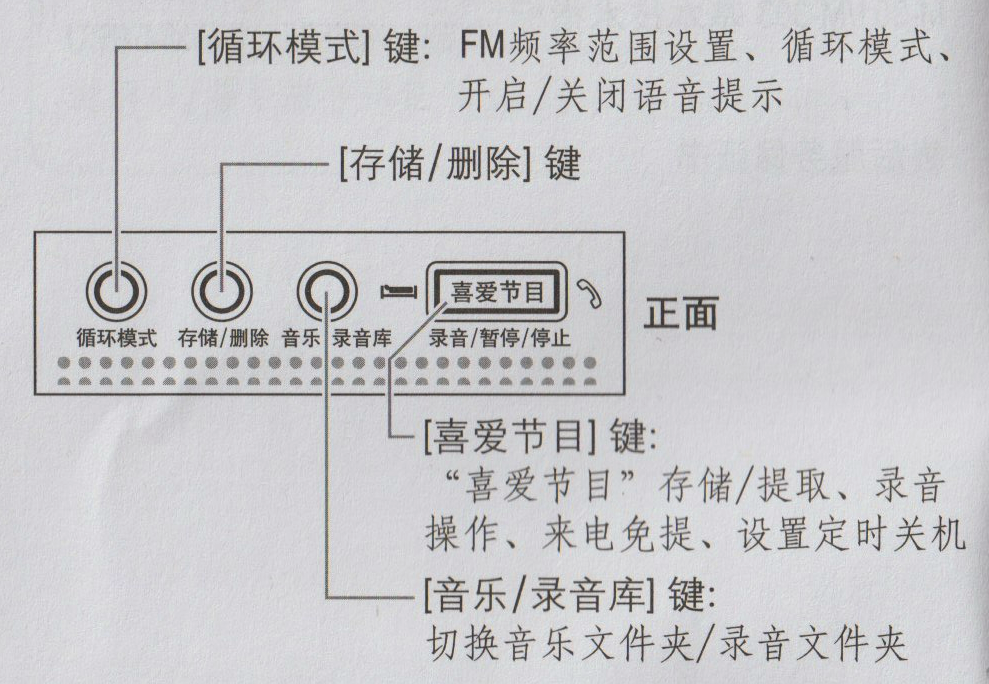 [循环模式] 键: FM频率范围设置、循环模式、
开启/关闭语音提示
[存储/删除] 键
喜爱节目
循环模式 存储/删除 音乐 录音库 录音/暂停/停止
正面
[喜爱节目] 键:
“喜爱节目”存储/提取、录音
操作、来电免提、设置定时关机
[音乐/录音库] 键:
切换音乐文件夹/录音文件夹